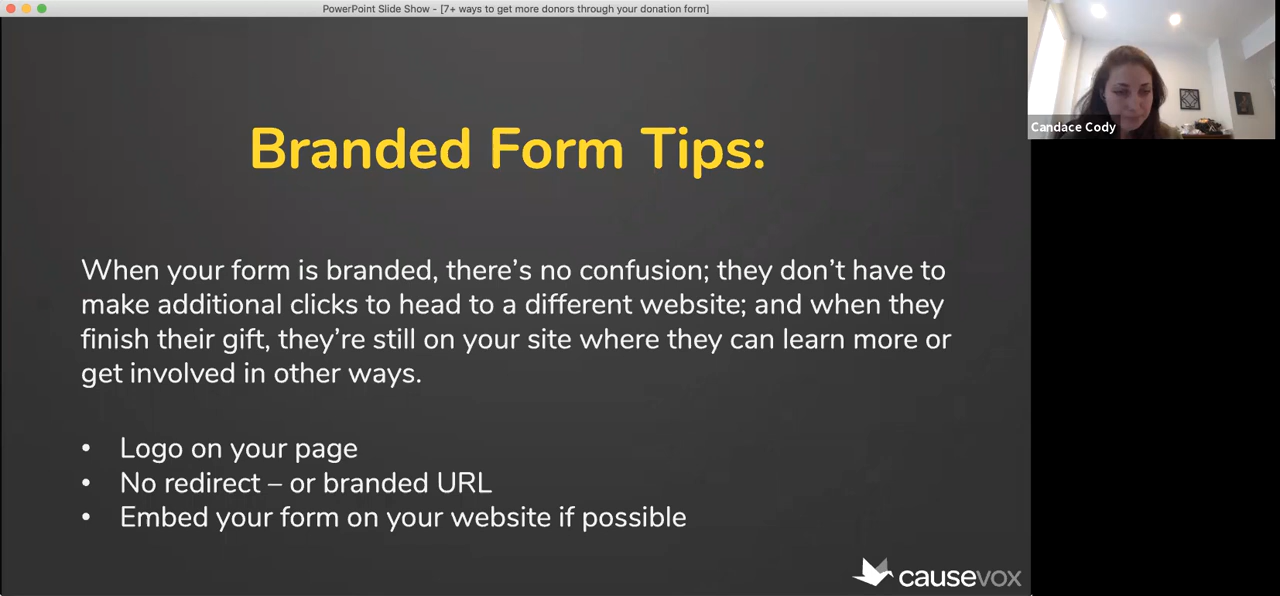 PowerPoint Slide Show - [7+ ways to get more donors through your donation form]
Candace Cody
Branded Form Tips:
When your form is branded, there's no confusion; they don't have to
make additional clicks to head to a different website; and when they
finish their gift, they're still on your site where they can learn more or
get involved in other ways.
• Logo on your page
• No redirect – or branded URL
• Embed your form on your website if possible
causevox